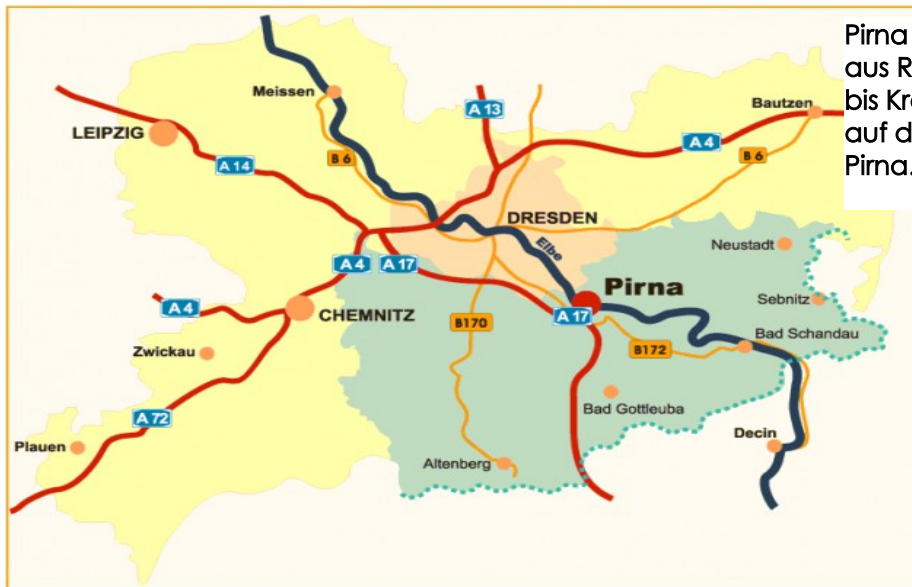 Pirna
aus R
bis Kre
auf d
Pirna.
Meissen
A 13
Bautzen
LEIPZIG
A 4
B 6
B 6
A 14
DRESDEN
Elbe
Neustadt
A 4
A 17
Pirna
Sebnitz
A 4
CHEMNITZ
A 17
B170
Bad Schandau
B172
Zwickau
Bad Gottleuba
A 72
Plauen
Decin
Altenberg